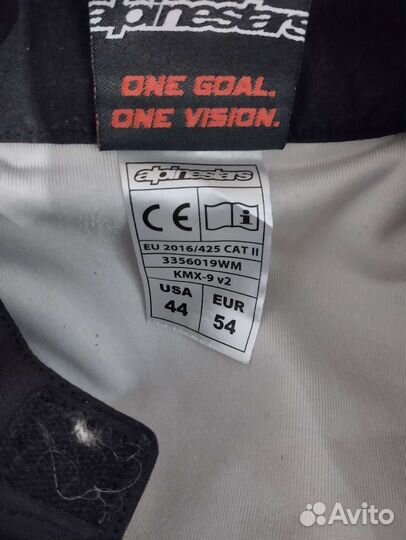 alpinestars
ONE GOAL.
ONE VISION.
alpinestars
CE i
EU 2016/425 CAT II
3356019WM
KMX-9 v2
USA EUR
44 54
Avito